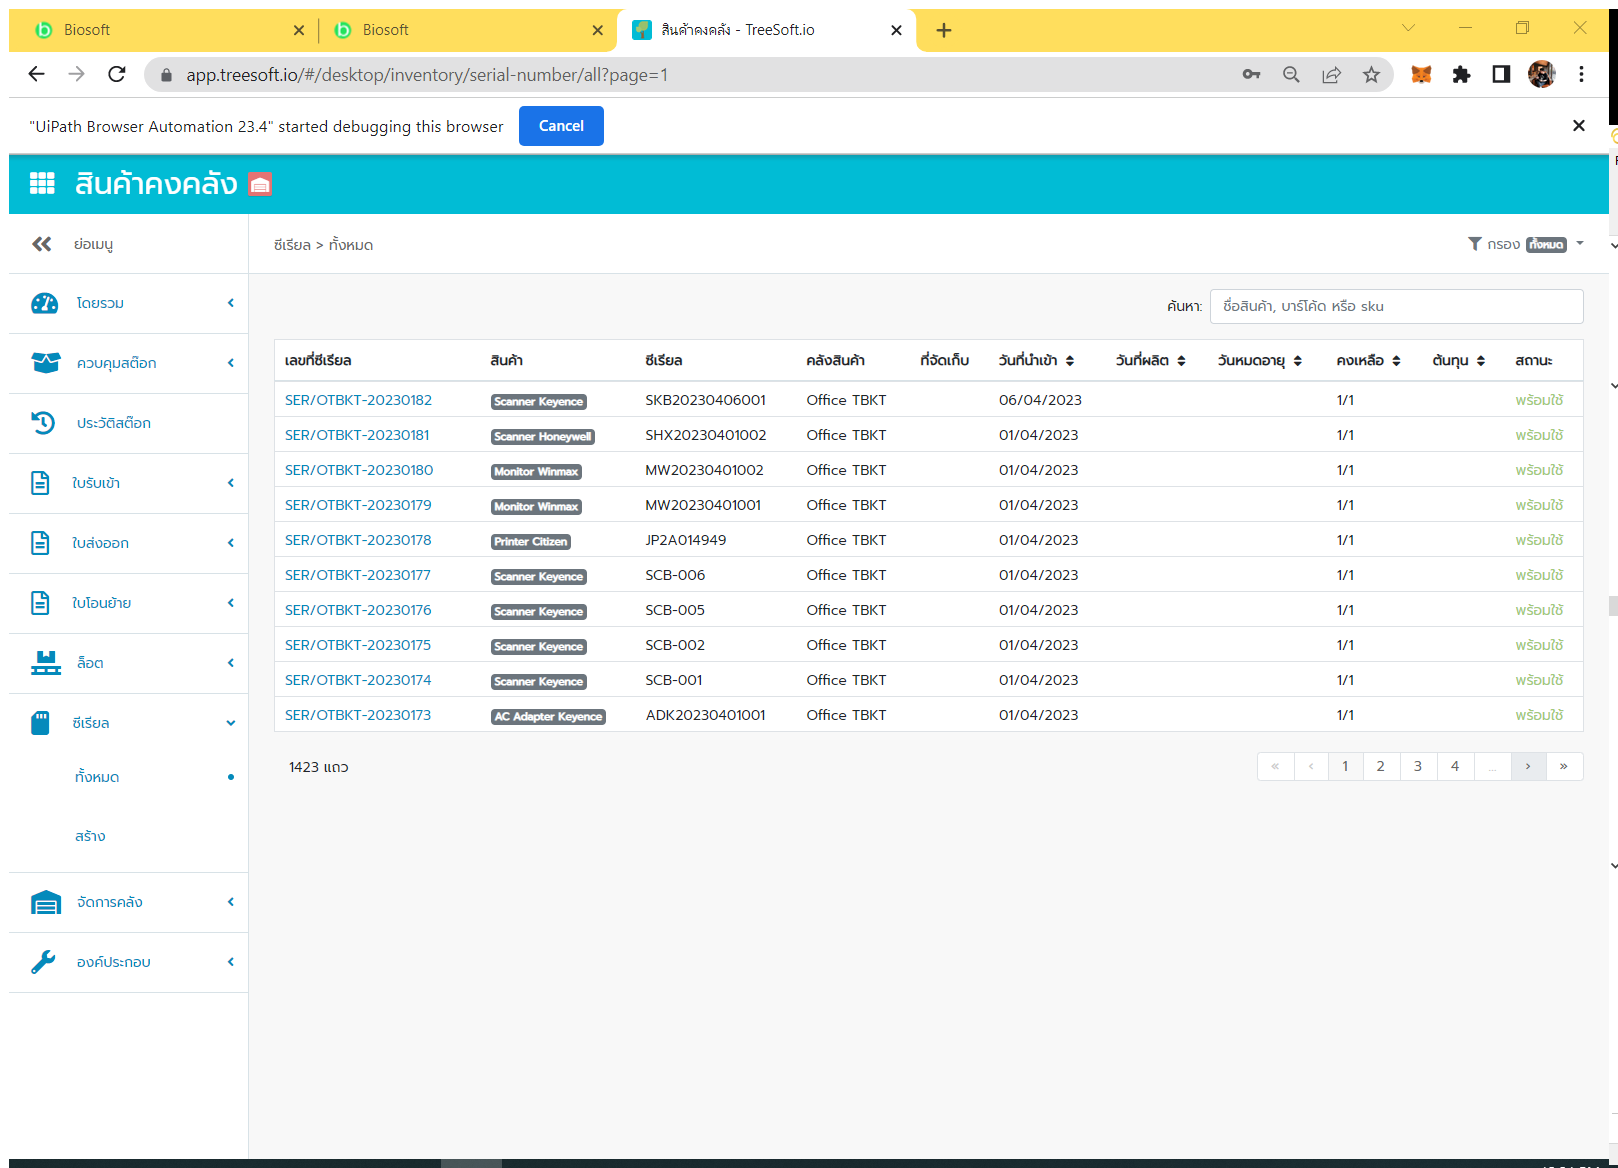 Biosoft
Biosoft
สินค้าคงคลัง - TreeSoft.io
app.treesoft.io/#/desktop/inventory/serial-number/all?page=1
"UiPath Browser Automation 23.4" started debugging this browser
Cancel
สินค้าคงคลัง
ย่อเมนู
ซีเรียล > ทั้งหมด
กรอง ทั้งหมด
โดยรวม
ควบคุมสต๊อก
ประวัติสต๊อก
ใบรับเข้า
ใบส่งออก
ใบโอนย้าย
ล็อต
ซีเรียล
ทั้งหมด
สร้าง
จัดการคลัง
องค์ประกอบ
ค้นหา: ชื่อสินค้า, บาร์โค้ด หรือ sku
เลขที่ซีเรียล สินค้า ซีเรียล คลังสินค้า ที่จัดเก็บ วันที่นำเข้า วันที่ผลิต วันหมดอายุ คงเหลือ ต้นทุน สถานะ
SER/OTBKT-20230182 Scanner Keyence SKB20230406001 Office TBKT 06/04/2023 1/1 พร้อมใช้
SER/OTBKT-20230181 Scanner Honeywell SHX20230401002 Office TBKT 01/04/2023 1/1 พร้อมใช้
SER/OTBKT-20230180 Monitor Winmax MW20230401002 Office TBKT 01/04/2023 1/1 พร้อมใช้
SER/OTBKT-20230179 Monitor Winmax MW20230401001 Office TBKT 01/04/2023 1/1 พร้อมใช้
SER/OTBKT-20230178 Printer Citizen JP2A014949 Office TBKT 01/04/2023 1/1 พร้อมใช้
SER/OTBKT-20230177 Scanner Keyence SCB-006 Office TBKT 01/04/2023 1/1 พร้อมใช้
SER/OTBKT-20230176 Scanner Keyence SCB-005 Office TBKT 01/04/2023 1/1 พร้อมใช้
SER/OTBKT-20230175 Scanner Keyence SCB-002 Office TBKT 01/04/2023 1/1 พร้อมใช้
SER/OTBKT-20230174 Scanner Keyence SCB-001 Office TBKT 01/04/2023 1/1 พร้อมใช้
SER/OTBKT-20230173 AC Adapter Keyence ADK20230401001 Office TBKT 01/04/2023 1/1 พร้อมใช้
1423 แถว
« ‹ 1 2 3 4 ... › »